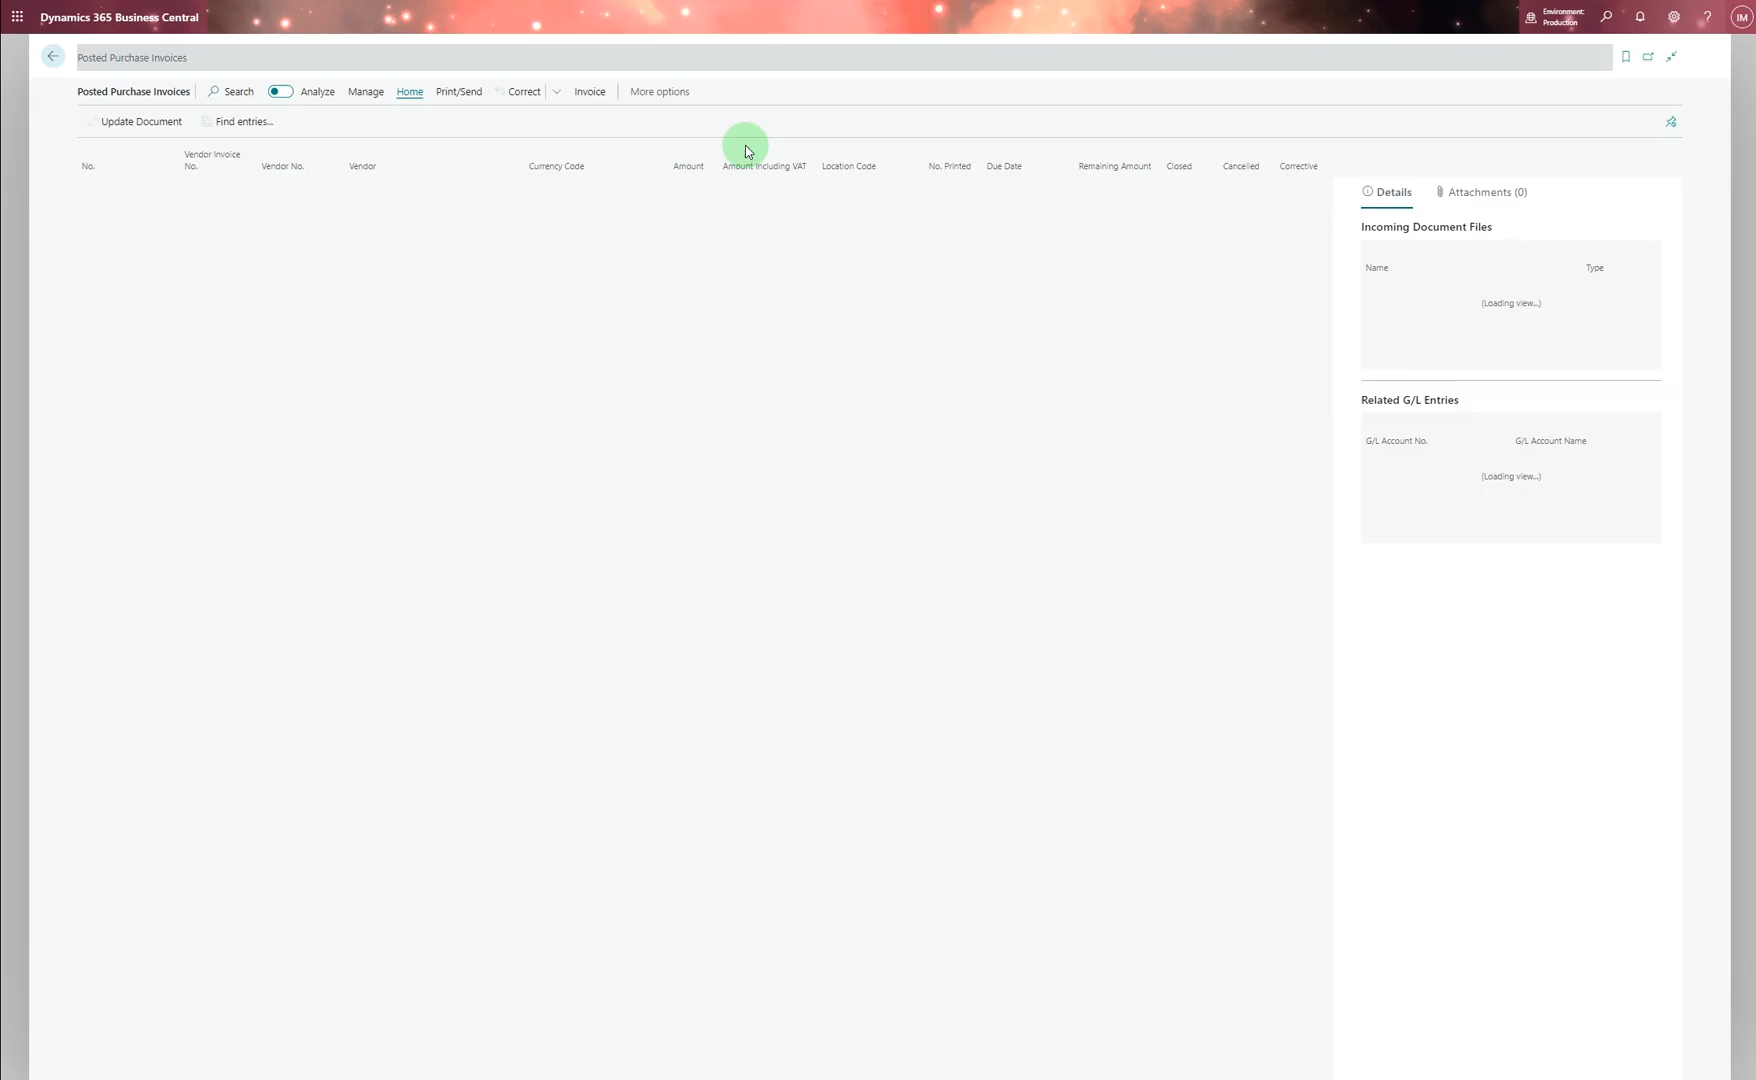 Dynamics 365 Business Central
Environment:
Production
?
IM
Posted Purchase Invoices
Posted Purchase Invoices
Search
Analyze
Manage
Home
Print/Send
Correct
Invoice
More options
Update Document
Find entries...
No.
Vendor Invoice
No.
Vendor No.
Vendor
Currency Code
Amount
Amount Including VAT
Location Code
No. Printed
Due Date
Remaining Amount
Closed
Cancelled
Corrective
Details
Attachments (0)
Incoming Document Files
Name
Type
(Loading view...)
Related G/L Entries
G/L Account No.
G/L Account Name
(Loading view...)